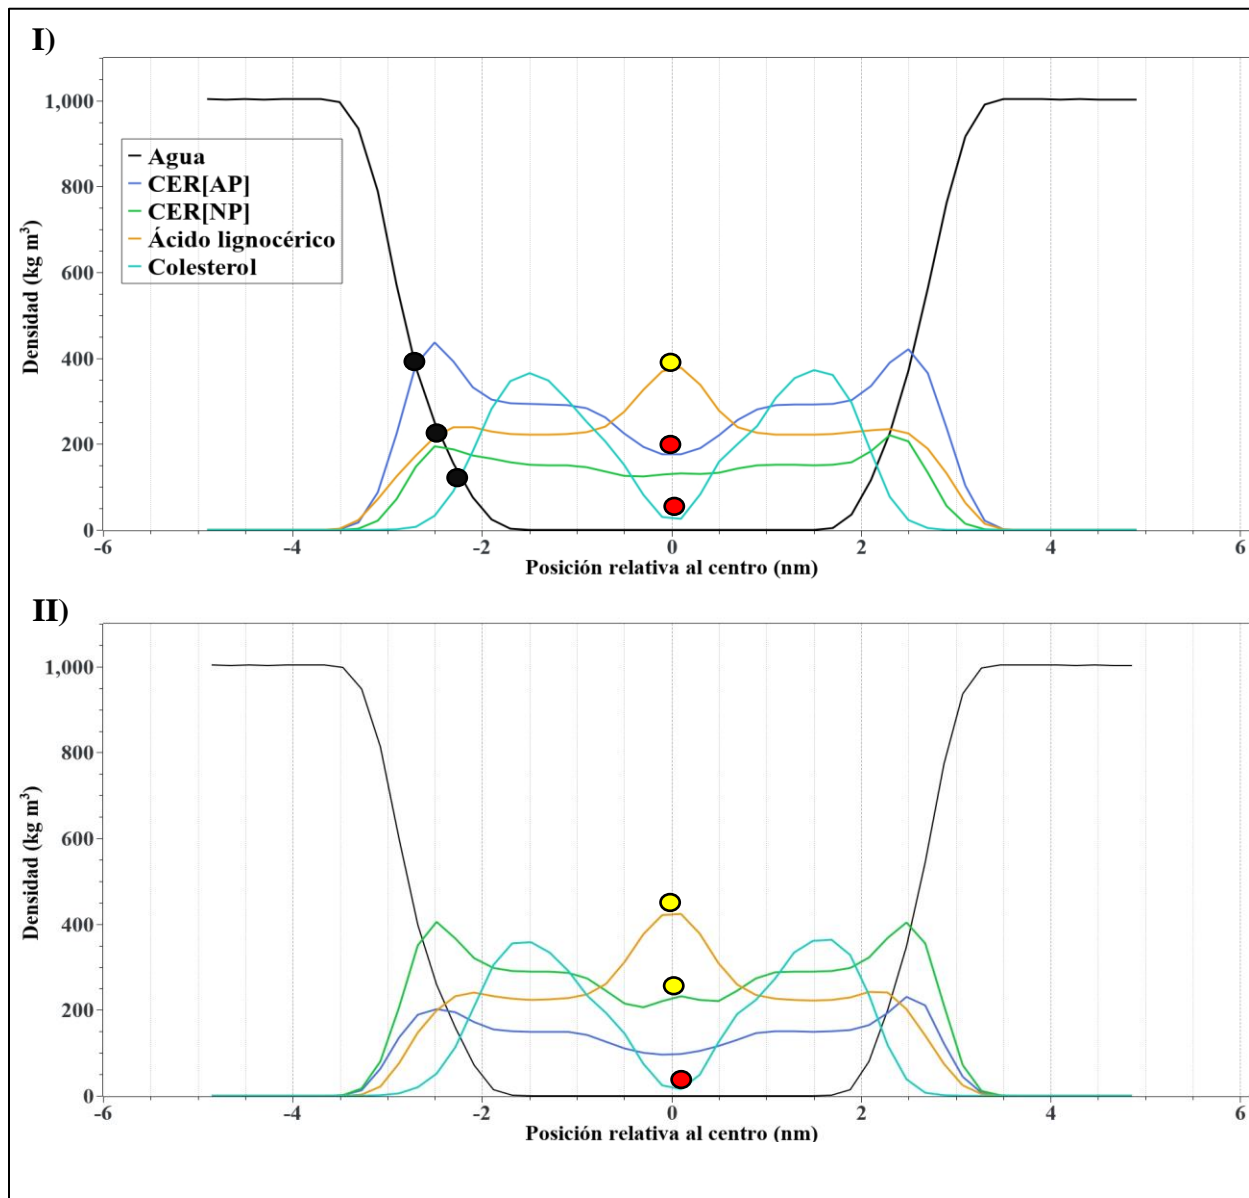 I)
1,000
800
600
400
200
0
Densidad (kg m³)
Agua
CER[AP]
CER[NP]
Ácido lignocérico
Colesterol
-6 -4 -2 0 2 4 6
Posición relativa al centro (nm)
II)
1,000
800
600
400
200
0
Densidad (kg m³)
-6 -4 -2 0 2 4 6
Posición relativa al centro (nm)